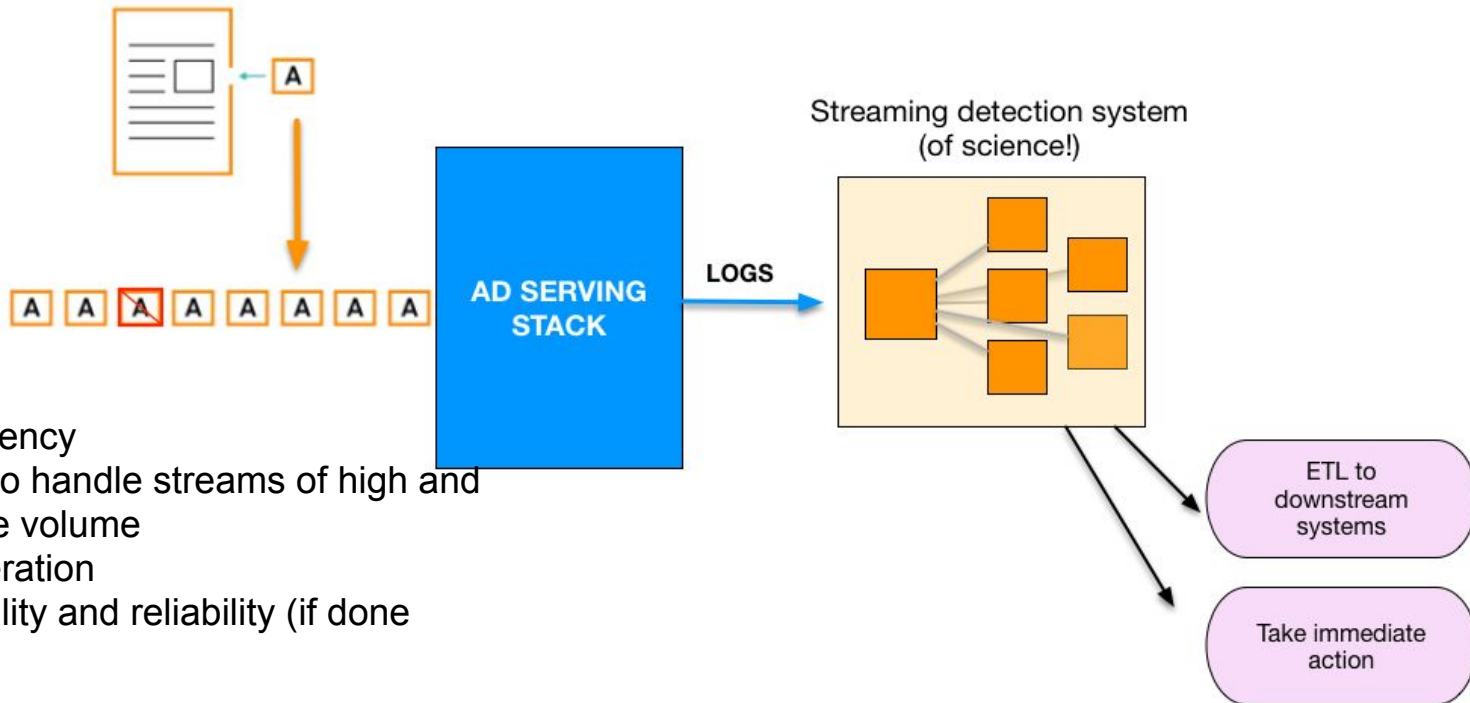 A
Streaming detection system
(of science!)
A A A A A A A A
AD SERVING
STACK
LOGS
ency
o handle streams of high and
e volume
eration
lity and reliability (if done
ETL to
downstream
systems
Take immediate
action